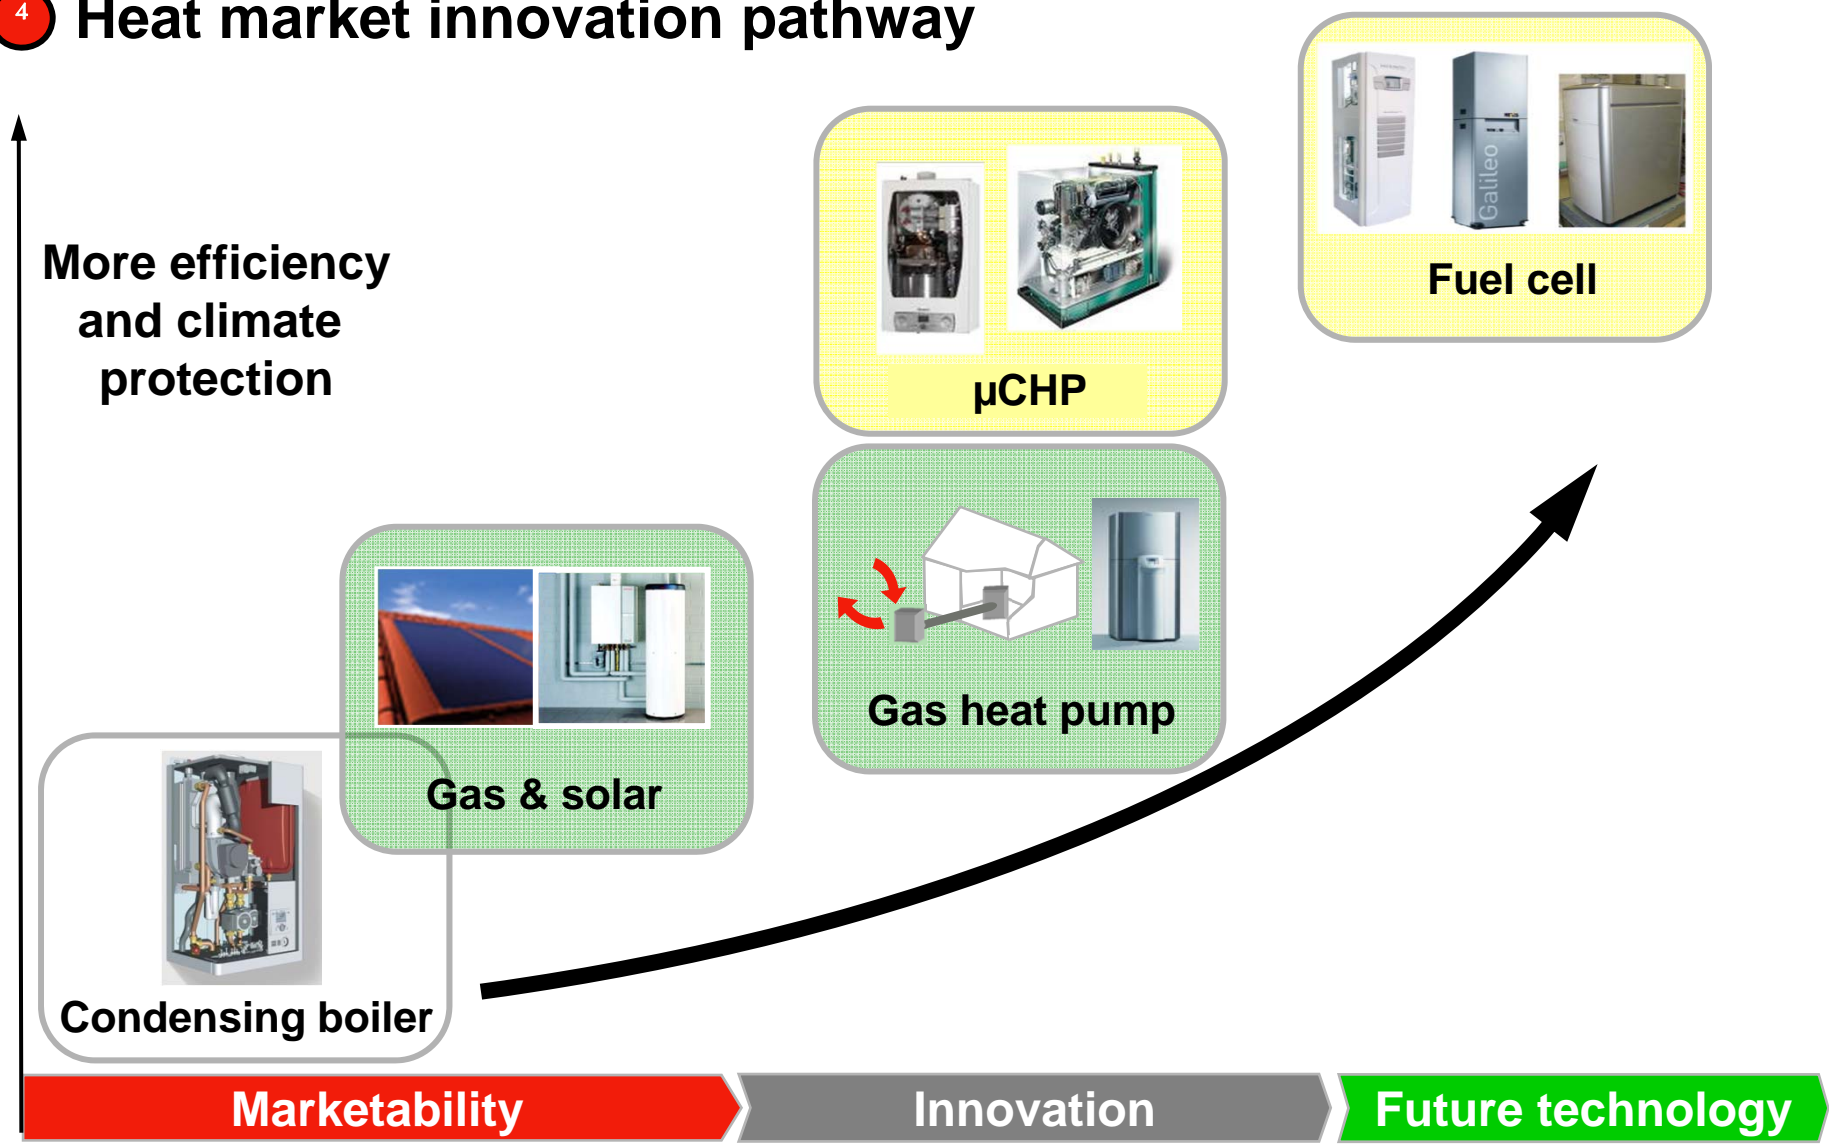 4
Heat market innovation pathway
More efficiency
and climate
protection
Galileo
Fuel cell
µCHP
Gas heat pump
Gas & solar
Condensing boiler
Marketability
Innovation
Future technology